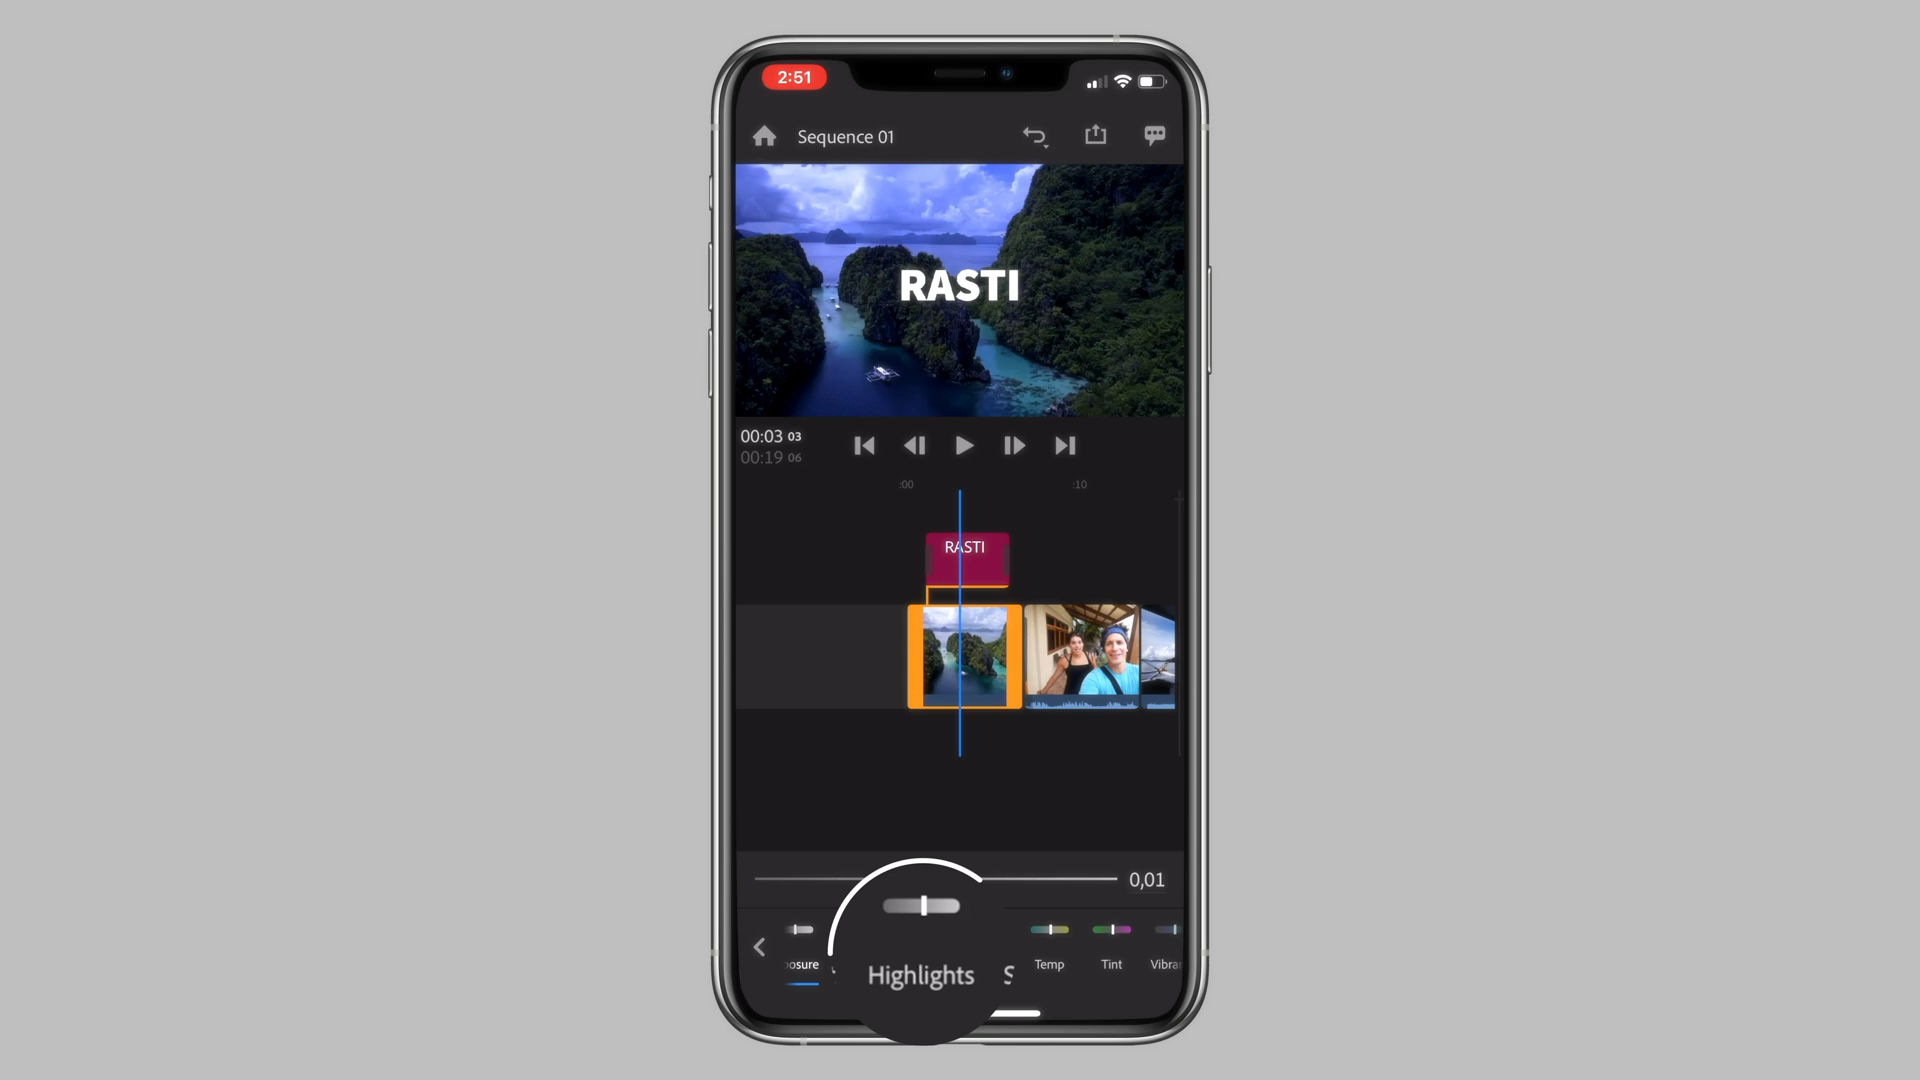 2:51
Sequence 01
RASTI
00:03 03
00:19 06
:00
:10
RASTI
0,01
Highlights
Temp
Tint